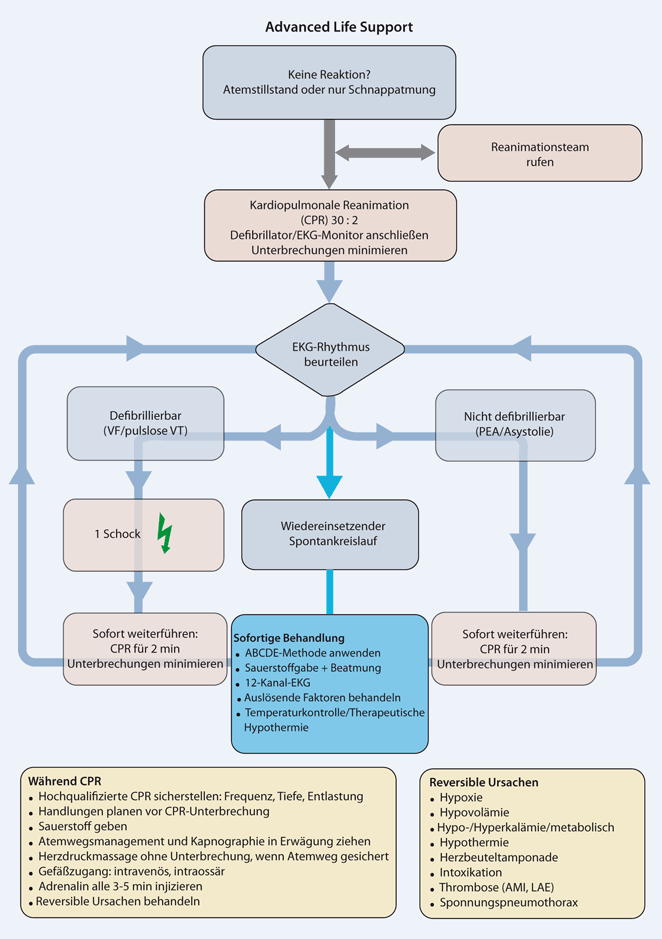 Advanced Life Support
Keine Reaktion?
Atemstillstand oder nur Schnappatmung
Reanimationsteam
rufen
Kardiopulmonale Reanimation
(CPR) 30 : 2
Defibrillator/EKG-Monitor anschließen
Unterbrechungen minimieren
EKG-Rhythmus
beurteilen
Defibrillierbar
(VF/pulslose VT)
Nicht defibrillierbar
(PEA/Asystolie)
1 Schock
Wiedereinsetzender
Spontankreislauf
Sofort weiterführen:
CPR für 2 min
Unterbrechungen minimieren
Sofortige Behandlung
• ABCDE-Methode anwenden
• Sauerstoffgabe + Beatmung
• 12-Kanal-EKG
• Auslösende Faktoren behandeln
• Temperaturkontrolle/Therapeutische
Hypothermie
Sofort weiterführen:
CPR für 2 min
Unterbrechungen minimieren
Während CPR
• Hochqualifizierte CPR sicherstellen: Frequenz, Tiefe, Entlastung
• Handlungen planen vor CPR-Unterbrechung
• Sauerstoff geben
• Atemwegsmanagement und Kapnographie in Erwägung ziehen
• Herzdruckmassage ohne Unterbrechung, wenn Atemweg gesichert
• Gefäßzugang: intravenös, intraossär
• Adrenalin alle 3-5 min injizieren
• Reversible Ursachen behandeln
Reversible Ursachen
• Hypoxie
• Hypovolämie
• Hypo-/Hyperkalämie/metabolisch
• Hypothermie
• Herzbeuteltamponade
• Intoxikation
• Thrombose (AMI, LAE)
• Sponnungspneumothorax